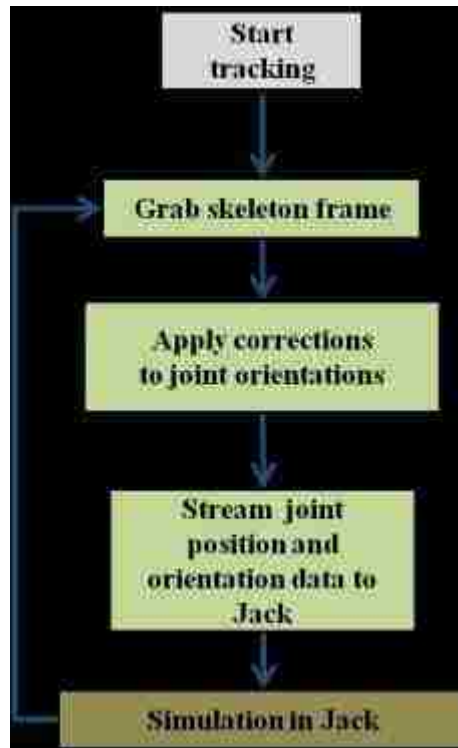 Start
tracking
Grab skeleton frame
Apply corrections
to joint orientations
Stream joint
position and
orientation data to
Jack
Simulation in Jack